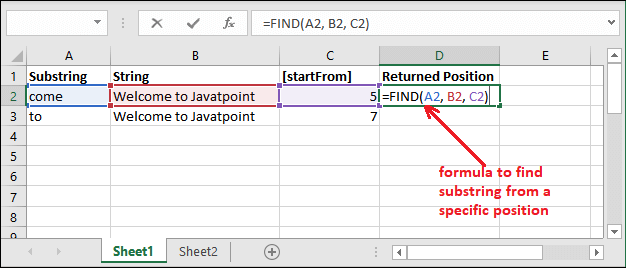 =FIND(A2, B2, C2)
A B C D E
1 Substring String [startFrom] Returned Position
2 come Welcome to Javatpoint 5 =FIND(A2, B2, C2)
3 to Welcome to Javatpoint 7
4
5
6
formula to find
7
substring from a
8
specific position
9
Sheet1 Sheet2